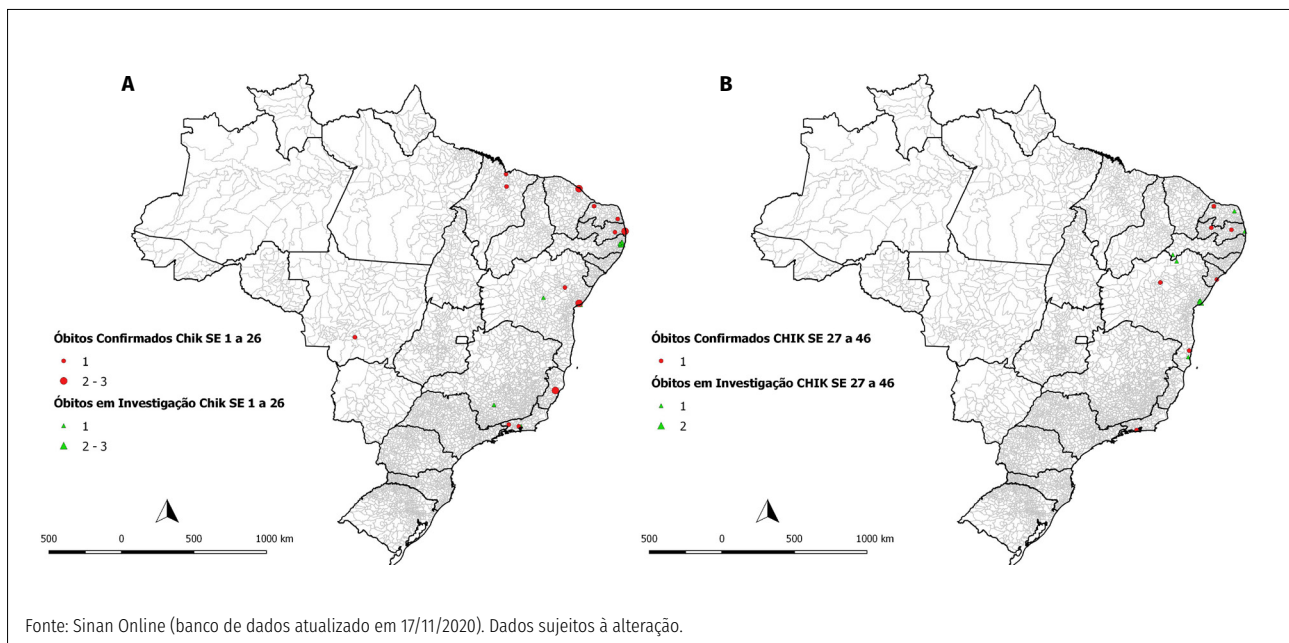 A
Óbitos Confirmados Chik SE 1 a 26
1
2 - 3
Óbitos em Investigação Chik SE 1 a 26
1
2 - 3
500 0 500 1000 km
B
Óbitos Confirmados CHIK SE 27 a 46
1
Óbitos em Investigação CHIK SE 27 a 46
1
2
500 0 500 1000 km
Fonte: Sinan Online (banco de dados atualizado em 17/11/2020). Dados sujeitos à alteração.